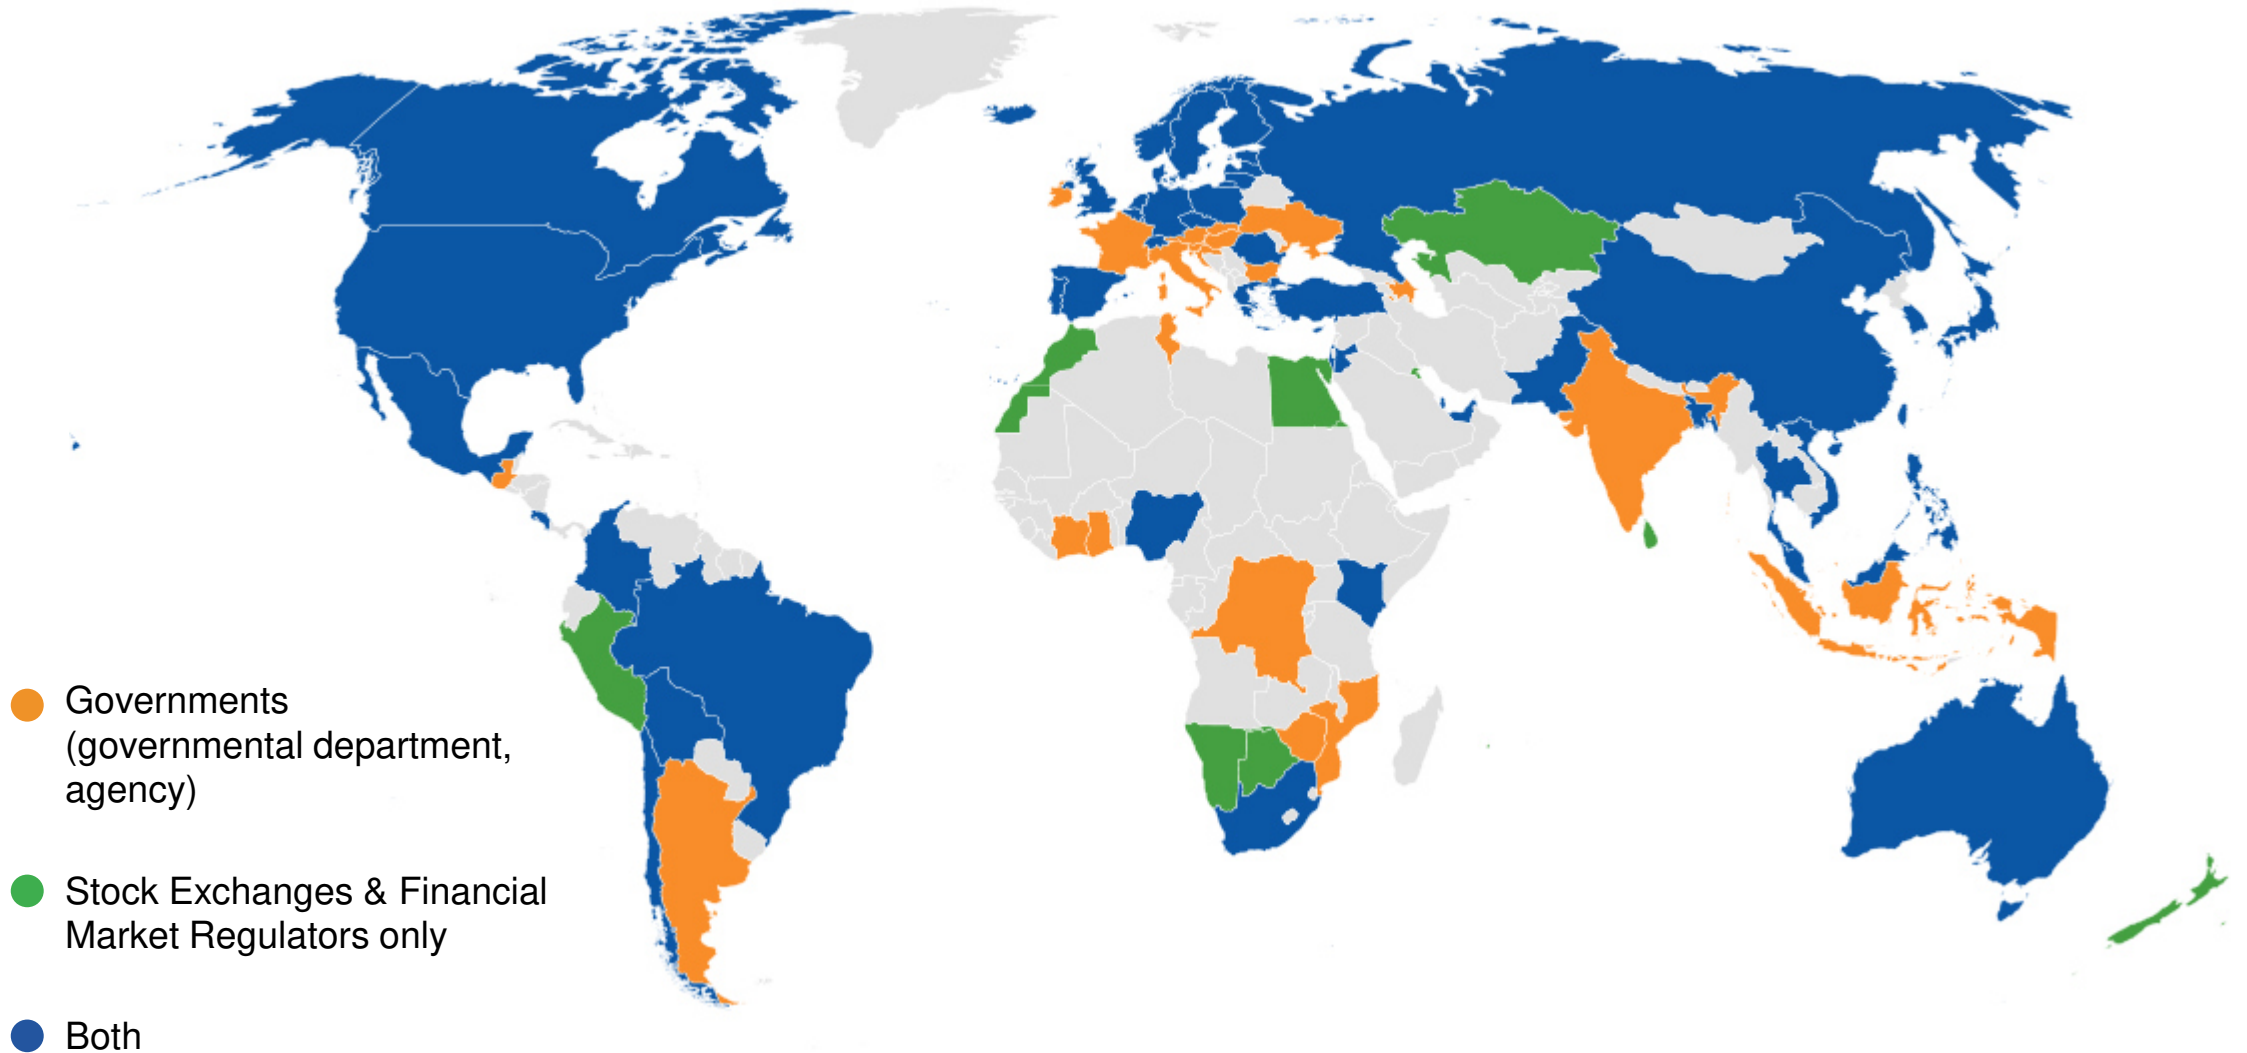 Governments
(governmental department,
agency)
Stock Exchanges & Financial
Market Regulators only
Both